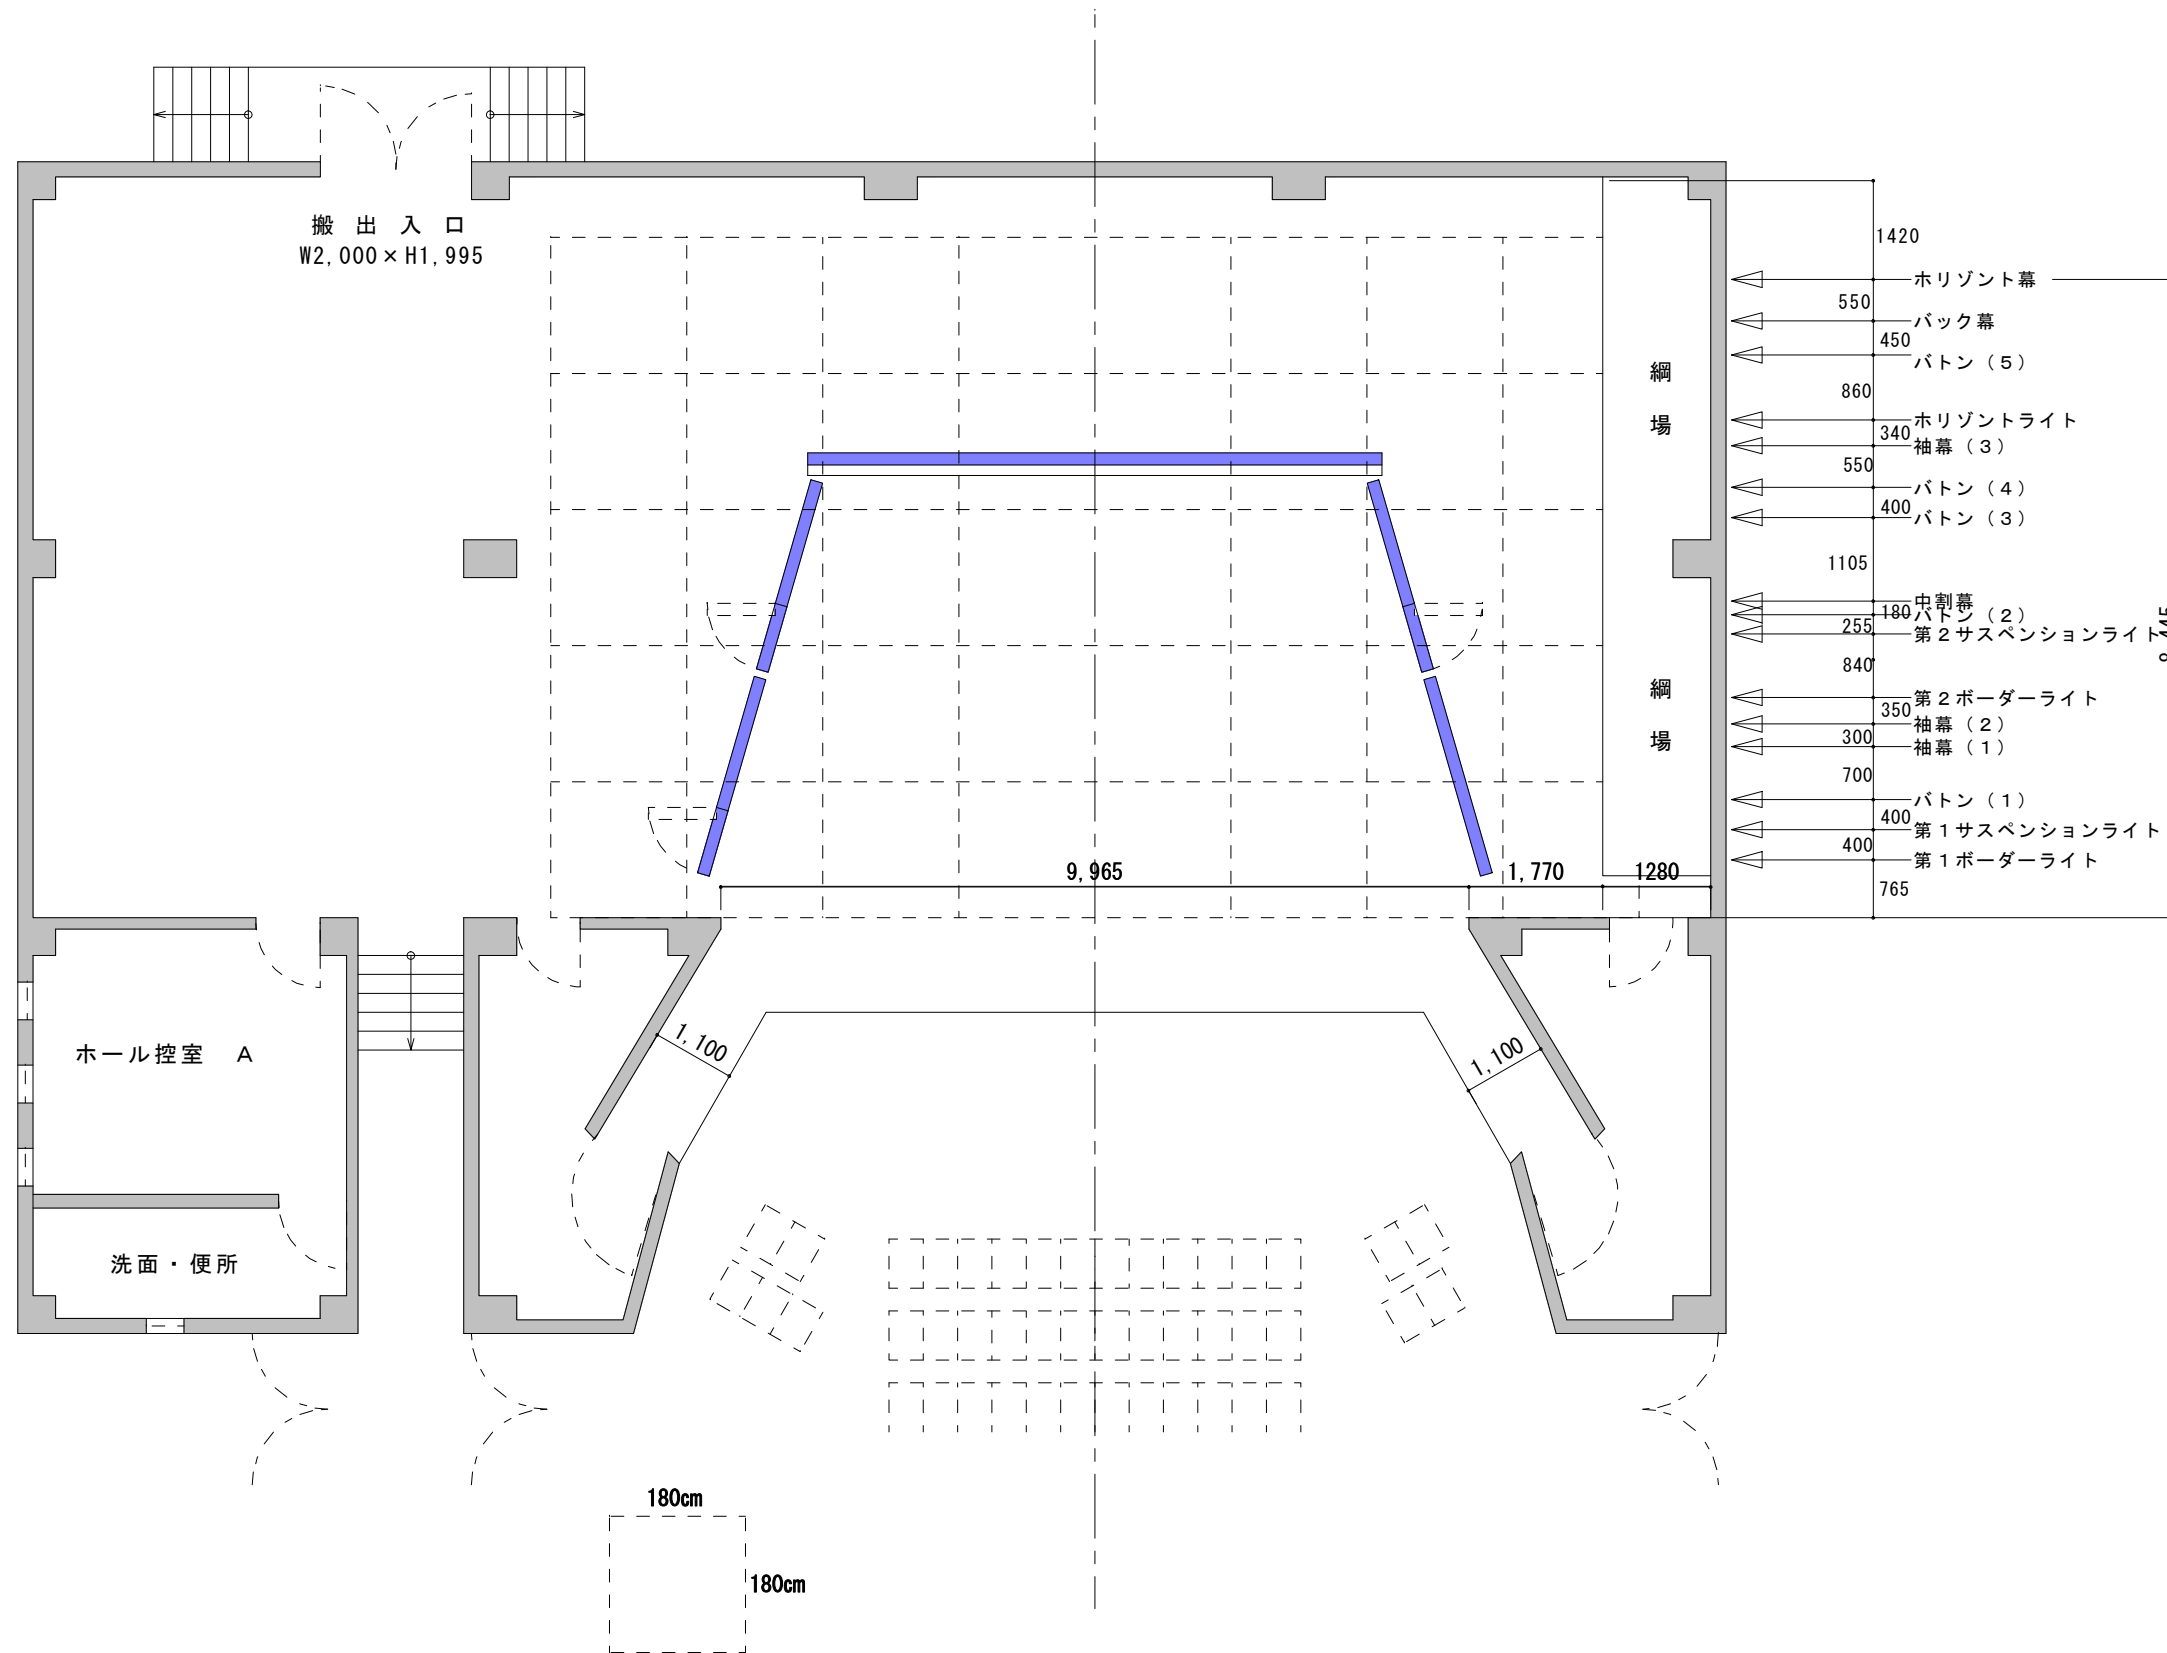 搬出入口
W2,000×H1,995
1420
ホリゾント幕
550
バック幕
450
バトン（５）
860
ホリゾントライト
340
袖幕（３）
550
バトン（４）
400
バトン（３）
1105
中割幕
180
バトン（２）
255
第２サスペンションライト
840
第２ボーダーライト
350
袖幕（２）
300
袖幕（１）
700
バトン（１）
400
第１サスペンションライト
400
第１ボーダーライト
765
綱場
綱場
9,965
1,770
1280
ホール控室　Ａ
1,100
1,100
洗面・便所
180cm
180cm